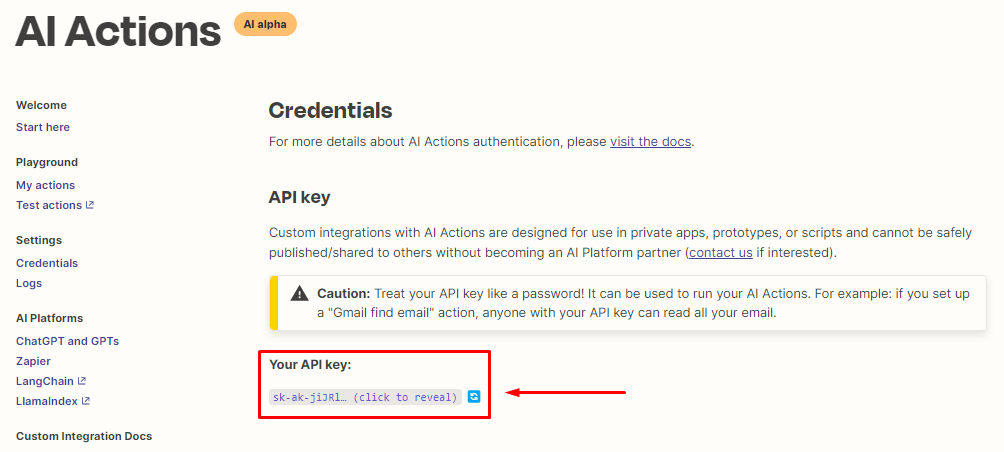 AI Actions
AI alpha
Welcome
Start here
Playground
My actions
Test actions
Settings
Credentials
Logs
AI Platforms
ChatGPT and GPTs
Zapier
LangChain
LlamaIndex
Custom Integration Docs
Credentials
For more details about AI Actions authentication, please visit the docs.
API key
Custom integrations with AI Actions are designed for use in private apps, prototypes, or scripts and cannot be safely
published/shared to others without becoming an AI Platform partner (contact us if interested).
Caution: Treat your API key like a password! It can be used to run your AI Actions. For example: if you set up
a "Gmail find email" action, anyone with your API key can read all your email.
Your API key:
sk-ak-jiJRl… (click to reveal)